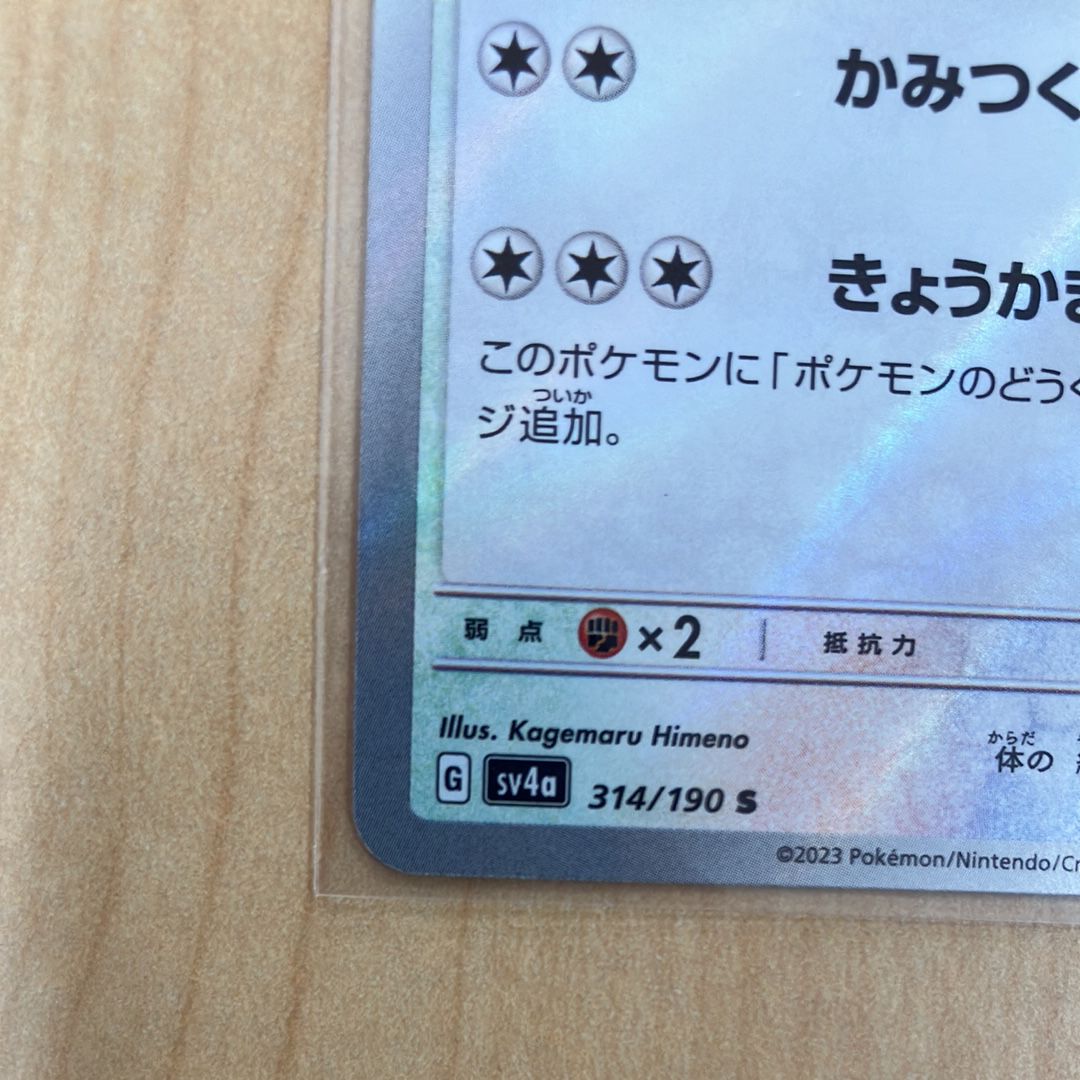 かみつく
きょうか
このポケモンに「ポケモンのどうく
ついか
ジ追加。
弱点 ×2 抵抗力
Illus. Kagemaru Himeno
からだ
体の
G sv4a 314/190 S
©2023 Pokémon/Nintendo/Cr